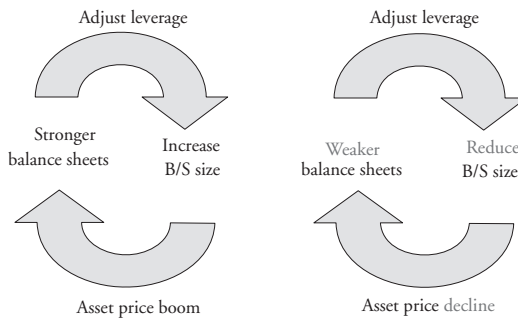 Adjust leverage
Stronger
balance sheets
Increase
B/S size
Asset price boom
Adjust leverage
Weaker
balance sheets
Reduce
B/S size
Asset price decline